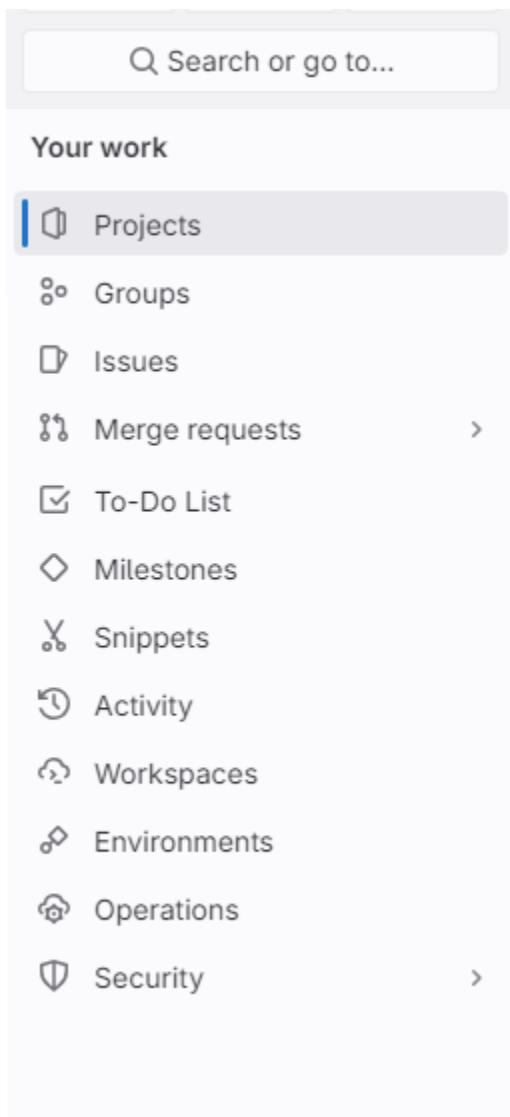 Search or go to...
Your work
Projects
Groups
Issues
Merge requests
To-Do List
Milestones
Snippets
Activity
Workspaces
Environments
Operations
Security